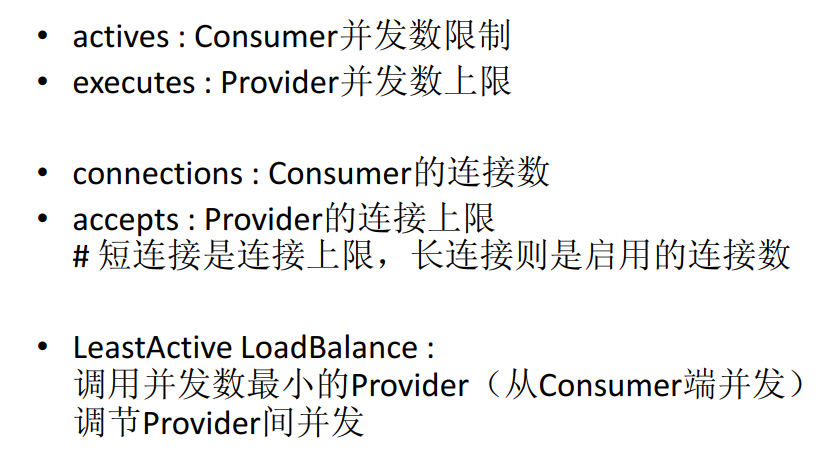 • actives : Consumer并发数限制
• executes : Provider并发数上限
• connections : Consumer的连接数
• accepts : Provider的连接上限
# 短连接是连接上限，长连接则是启用的连接数
• LeastActive LoadBalance :
调用并发数最小的Provider（从Consumer端并发）
调节Provider间并发